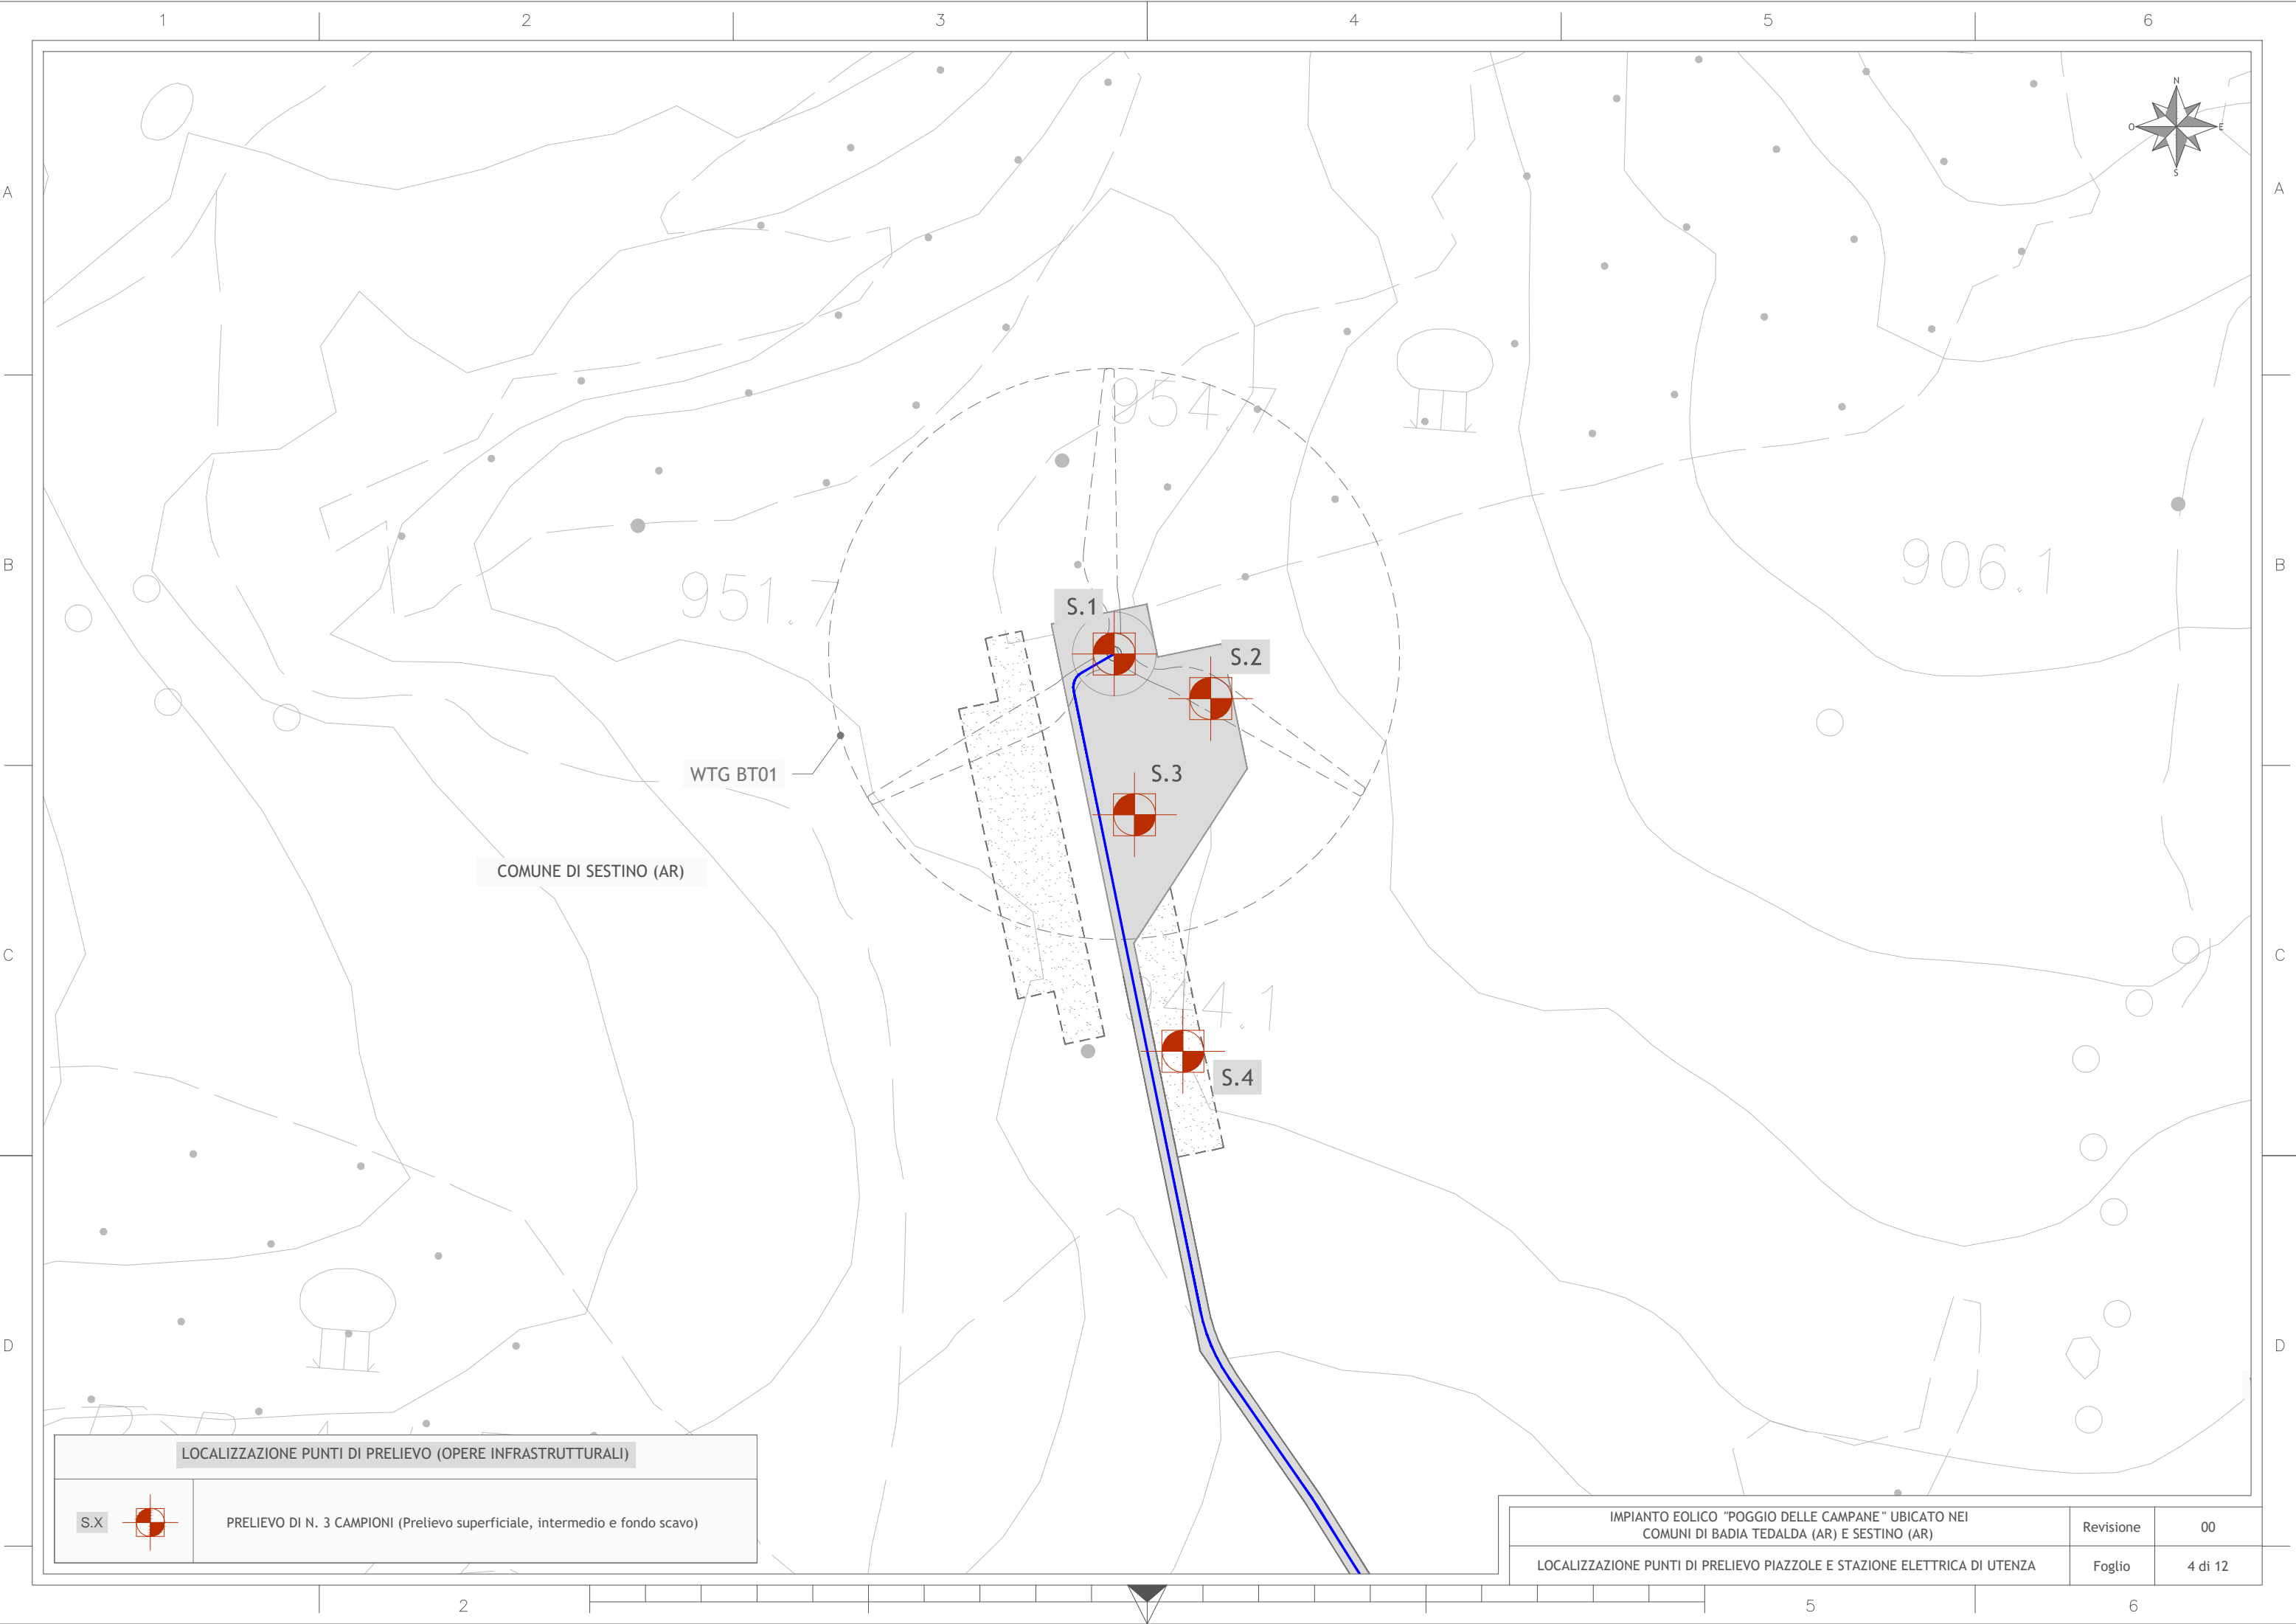 1 2 3 4 5 6
N
O E
S
A A
954.7
B B
906.1
951.7
S.1
S.2
S.3
WTG BT01
COMUNE DI SESTINO (AR)
C C
S.4
D D
LOCALIZZAZIONE PUNTI DI PRELIEVO (OPERE INFRASTRUTTURALI)
S.X PRELIEVO DI N. 3 CAMPIONI (Prelievo superficiale, intermedio e fondo scavo)
IMPIANTO EOLICO "POGGIO DELLE CAMPANE" UBICATO NEI
COMUNI DI BADIA TEDALDA (AR) E SESTINO (AR)
Revisione 00
LOCALIZZAZIONE PUNTI DI PRELIEVO PIAZZOLE E STAZIONE ELETTRICA DI UTENZA
Foglio 4 di 12
2 5 6